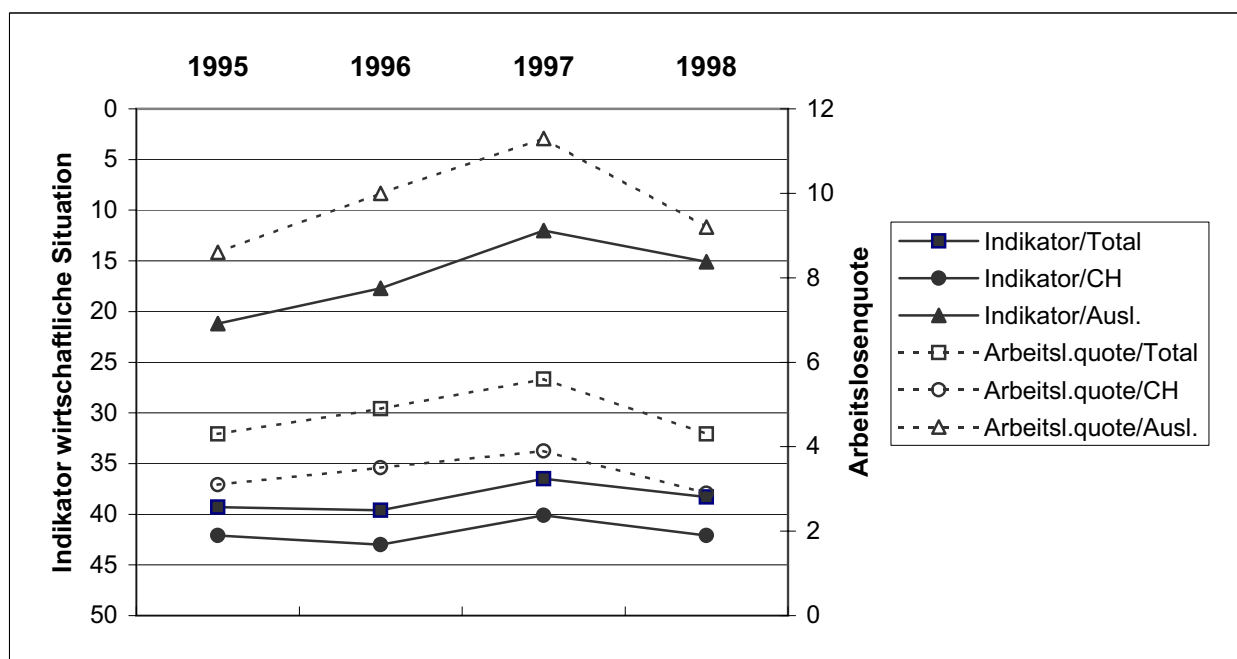 1995 1996 1997 1998
Indikator wirtschaftliche Situation
0
5
10
15
20
25
30
35
40
45
50
12
10
8
6
4
2
0
Arbeitslosenquote
Indikator/Total
Indikator/CH
Indikator/Ausl.
Arbeitsl.quote/Total
Arbeitsl.quote/CH
Arbeitsl.quote/Ausl.